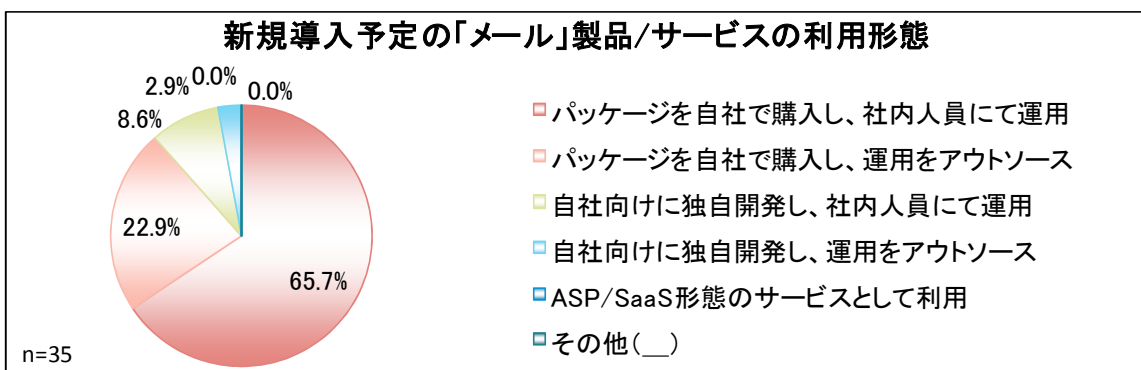 新規導入予定の「メール」製品/サービスの利用形態
2.9%
0.0%
0.0%
8.6%
22.9%
65.7%
n=35
パッケージを自社で購入し、社内人員にて運用
パッケージを自社で購入し、運用をアウトソース
自社向けに独自開発し、社内人員にて運用
自社向けに独自開発し、運用をアウトソース
ASP/SaaS形態のサービスとして利用
その他(__)